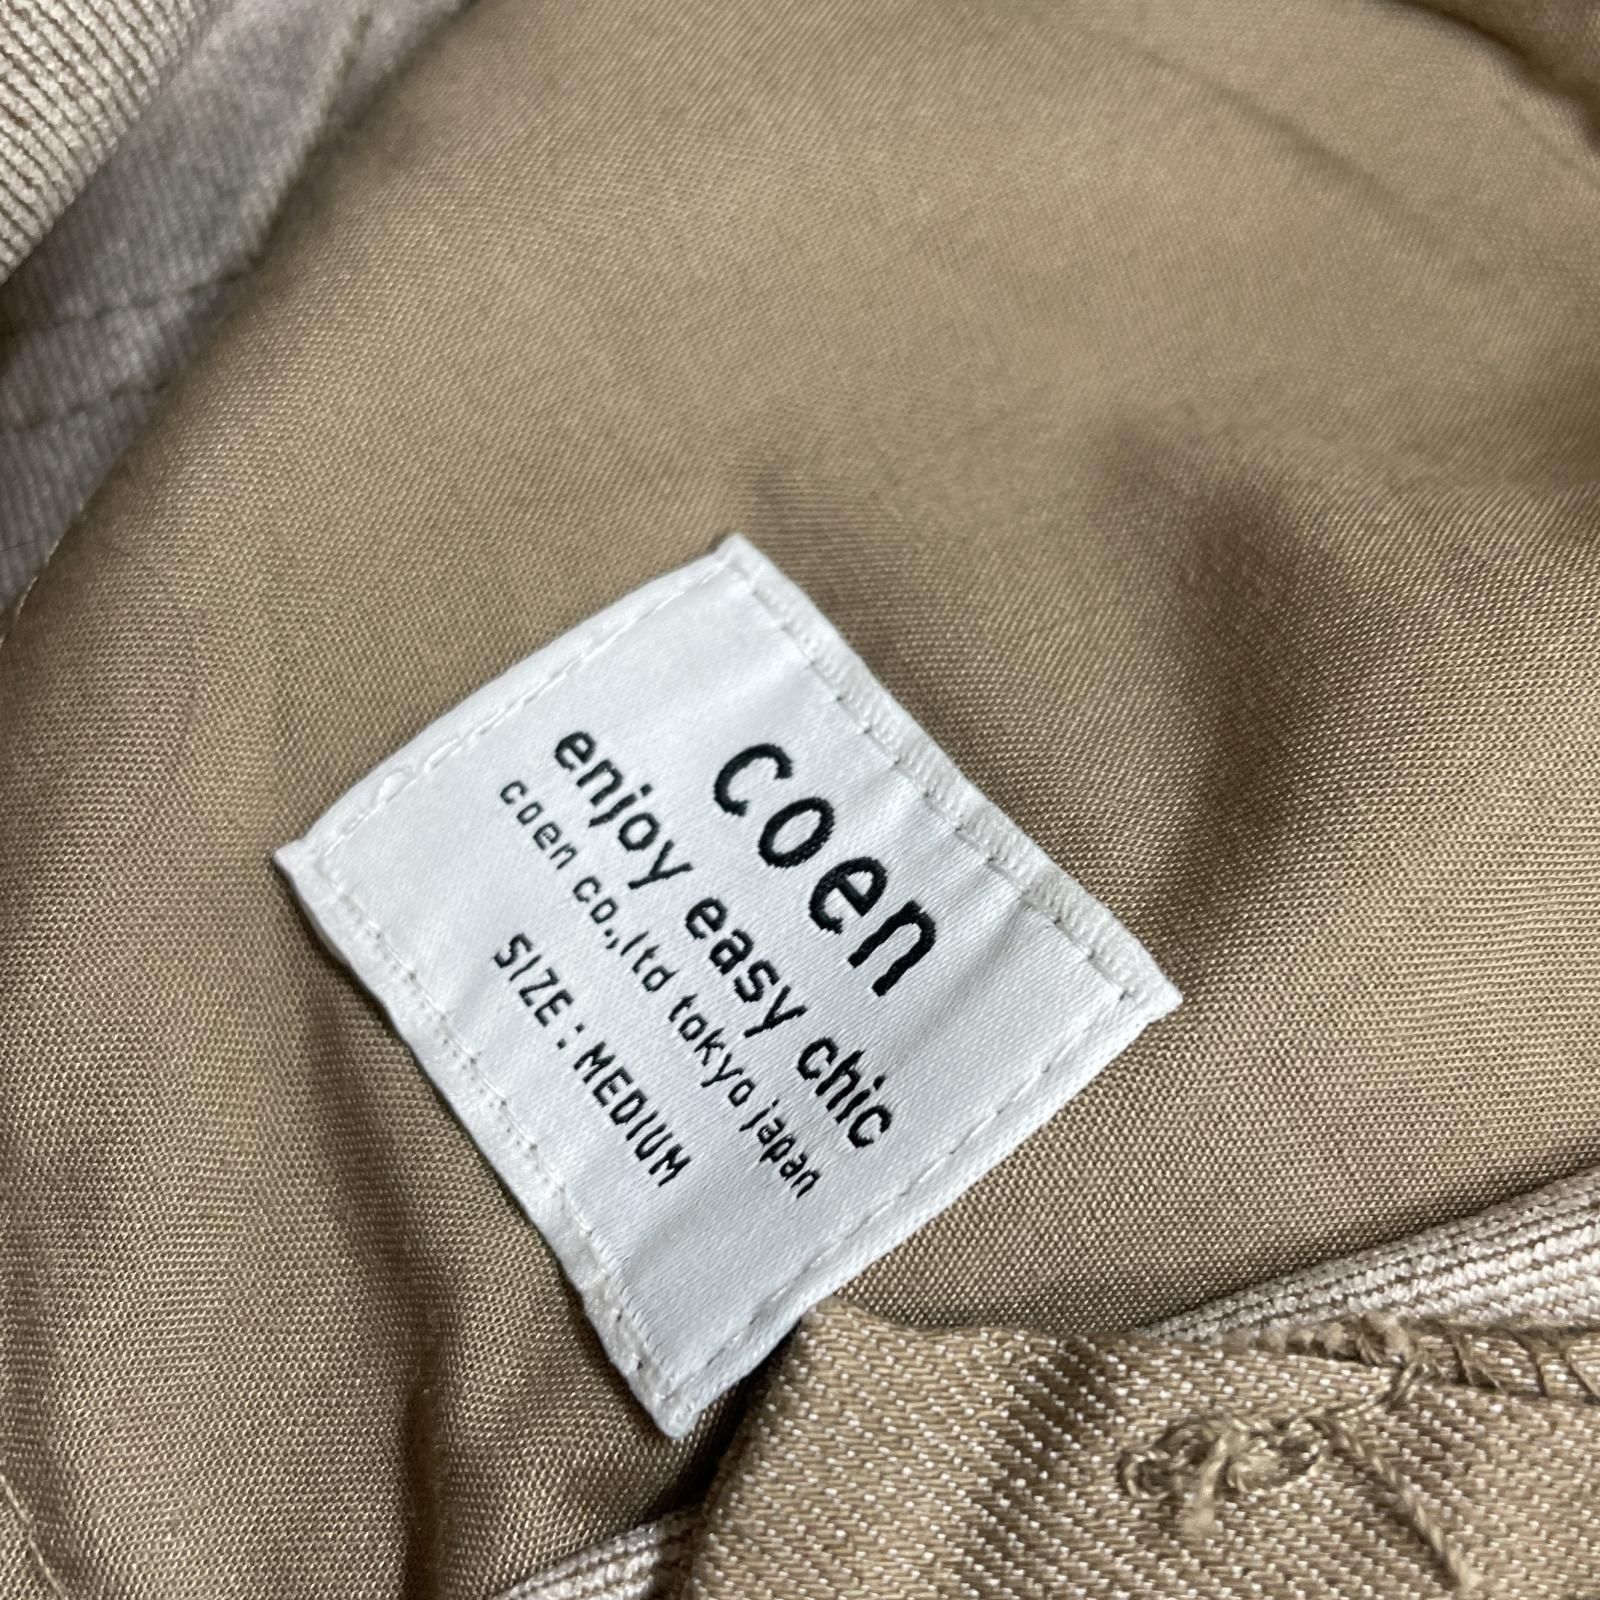 coen
enjoy easy chic
coen co.,ltd tokyo japan
SIZE : MEDIUM